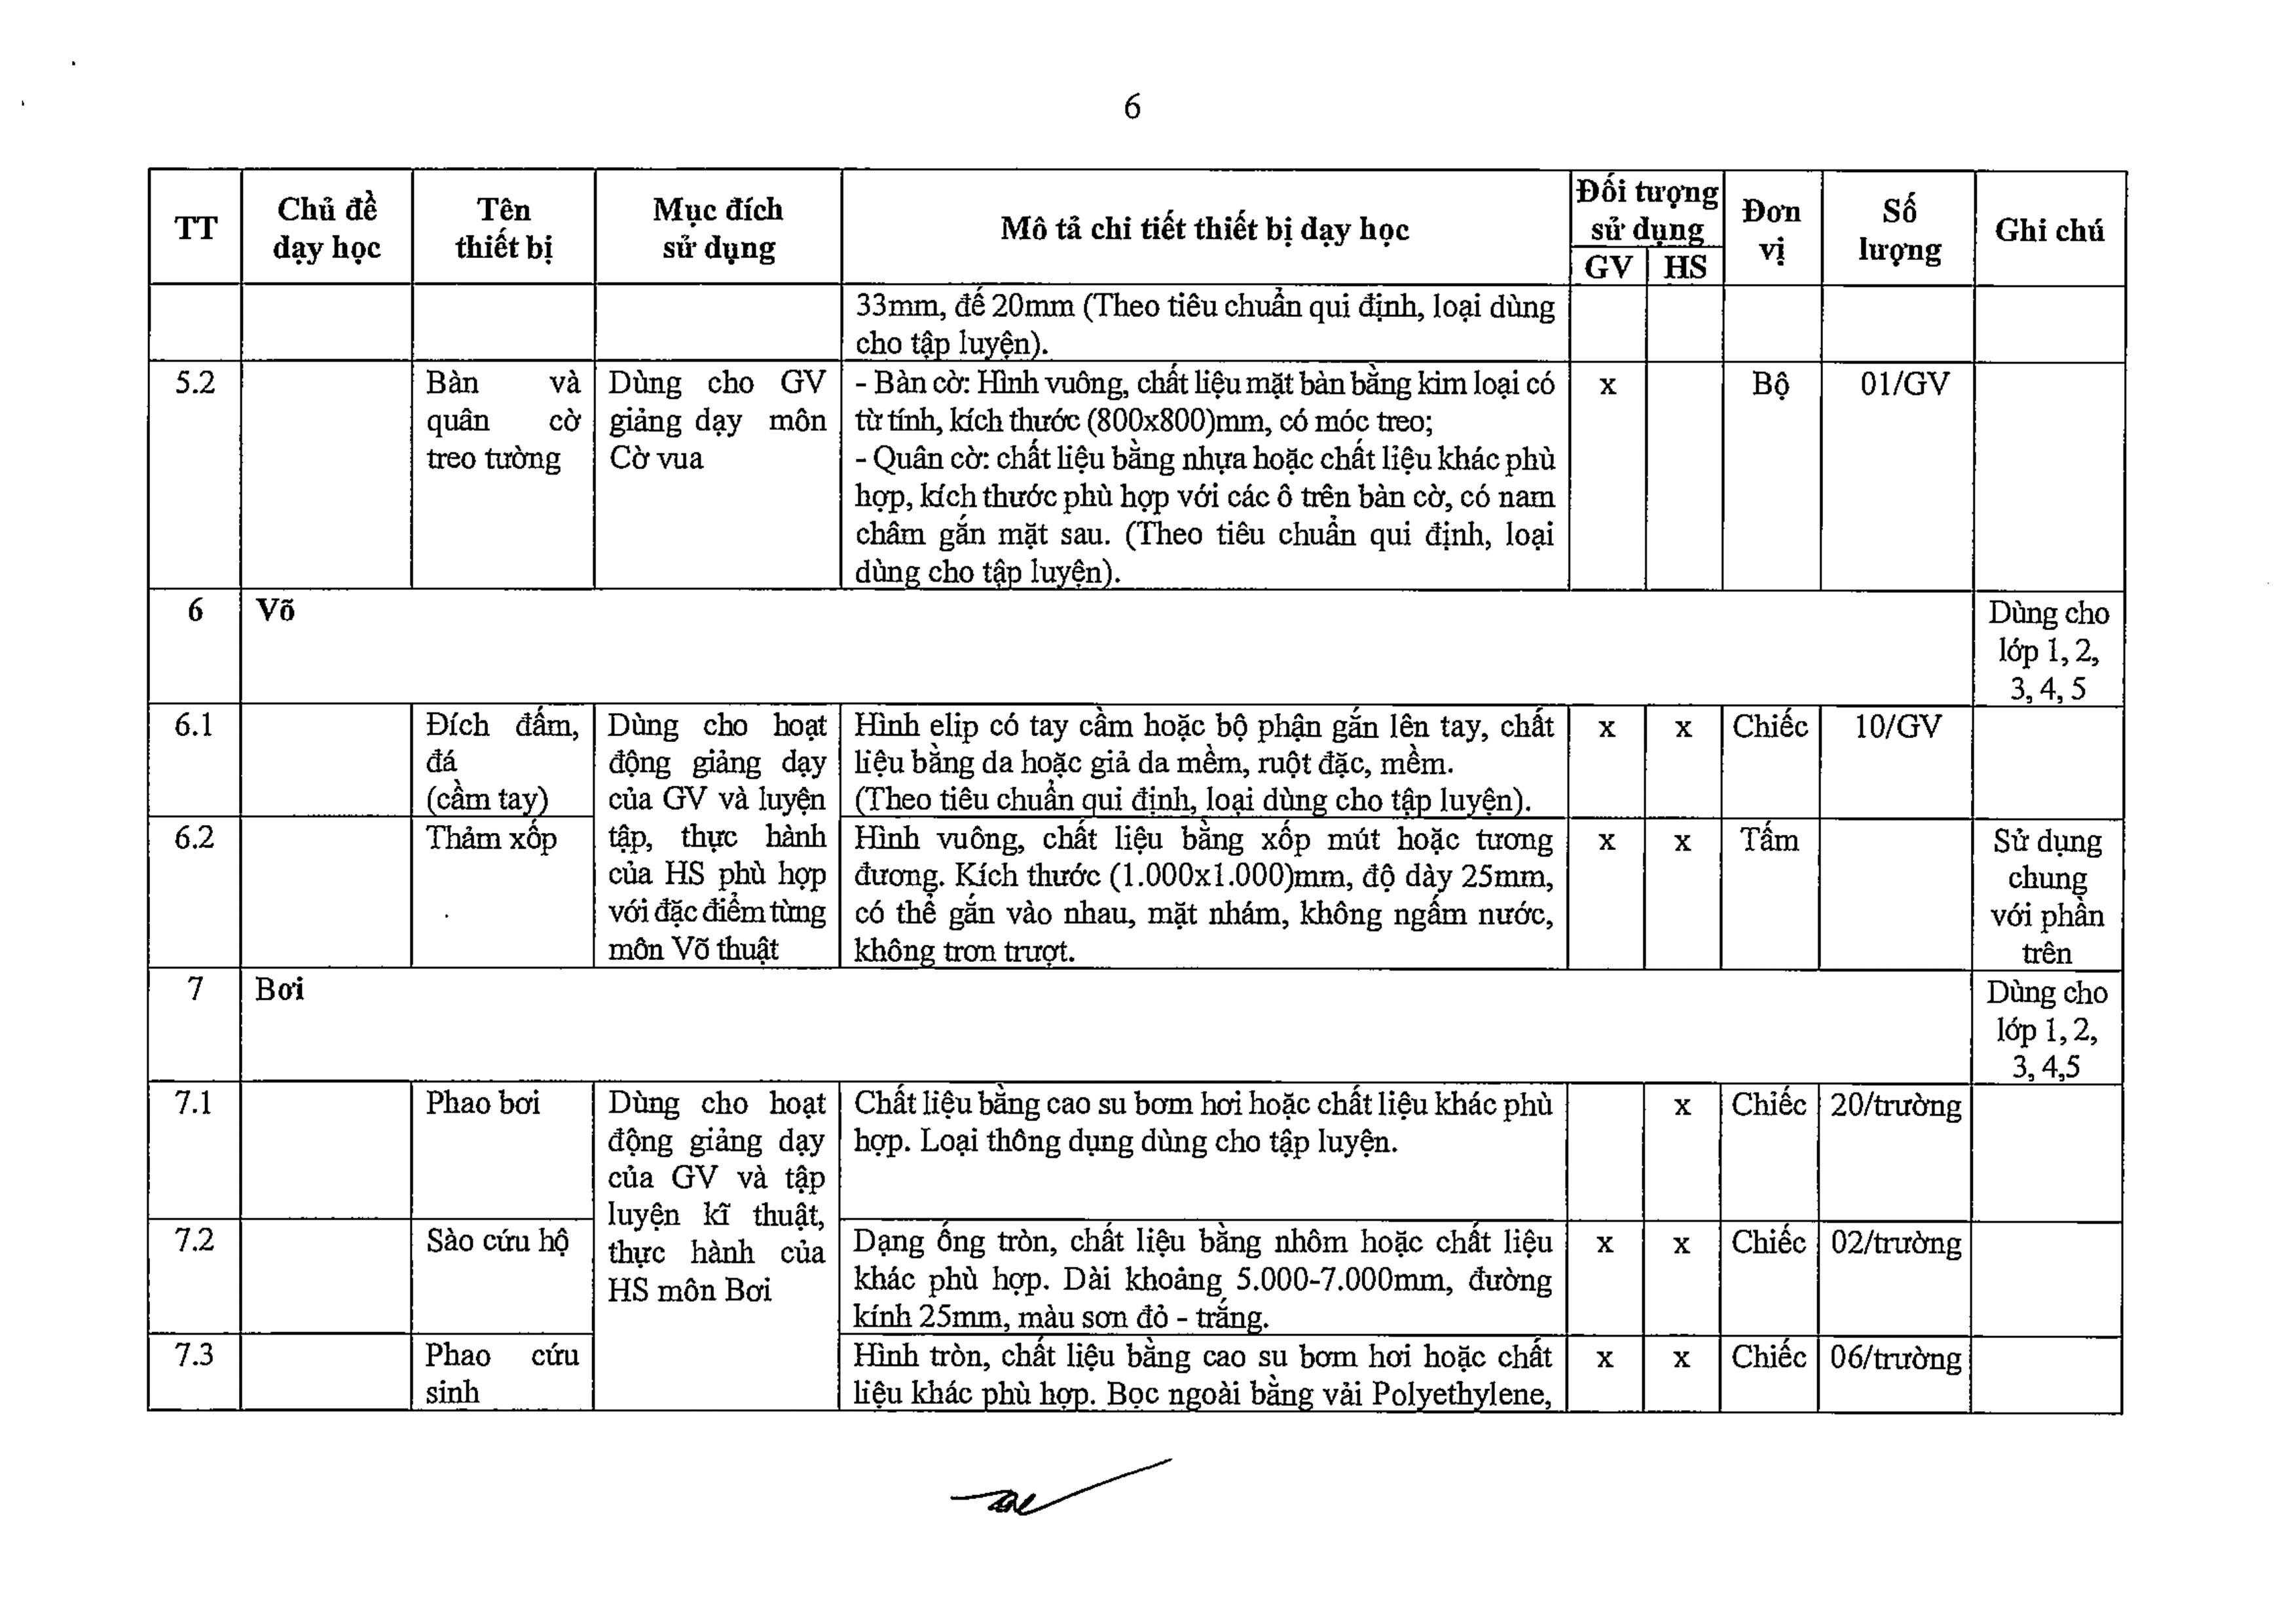 6
TT
Chủ đề
dạy học
Tên
thiết bị
Mục đích
sử dụng
Mô tả chi tiết thiết bị dạy học
Đối tượng
sử dụng
GV
HS
Đơn
vị
Số
lượng
Ghi chú
33mm, đế 20mm (Theo tiêu chuẩn qui định, loại dùng
cho tập luyện).
5.2
Bàn và
quân cờ
treo tường
Dùng cho GV
giảng dạy môn
Cờ vua
- Bàn cờ: Hình vuông, chất liệu mặt bàn bằng kim loại có
từ tính, kích thước (800x800)mm, có móc treo;
- Quân cờ: chất liệu bằng nhựa hoặc chất liệu khác phù
hợp, kích thước phù hợp với các ô trên bàn cờ, có nam
châm gắn mặt sau. (Theo tiêu chuẩn qui định, loại
dùng cho tập luyện).
x
Bộ
01/GV
6
Võ
Dùng cho
lớp 1, 2,
3, 4, 5
6.1
Đích đấm,
đá
(cầm tay)
Dùng cho hoạt
động giảng dạy
của GV và luyện
tập, thực hành
của HS phù hợp
với đặc điểm từng
môn Võ thuật
Hình elip có tay cầm hoặc bộ phận gắn lên tay, chất
liệu bằng da hoặc giả da mềm, ruột đặc, mềm.
(Theo tiêu chuẩn qui định, loại dùng cho tập luyện).
x
x
Chiếc
10/GV
6.2
Thảm xốp
Hình vuông, chất liệu bằng xốp mút hoặc tương
đương. Kích thước (1.000x1.000)mm, độ dày 25mm,
có thể gắn vào nhau, mặt nhám, không ngấm nước,
không trơn trượt.
x
x
Tấm
Sử dụng
chung
với phần
trên
7
Bơi
Dùng cho
lớp 1, 2,
3, 4,5
7.1
Phao bơi
Dùng cho hoạt
động giảng dạy
của GV và tập
luyện kĩ thuật,
thực hành của
HS môn Bơi
Chất liệu bằng cao su bơm hơi hoặc chất liệu khác phù
hợp. Loại thông dụng dùng cho tập luyện.
x
Chiếc
20/trường
7.2
Sào cứu hộ
Dạng ống tròn, chất liệu bằng nhôm hoặc chất liệu
khác phù hợp. Dài khoảng 5.000-7.000mm, đường
kính 25mm, màu sơn đỏ - trắng.
x
x
Chiếc
02/trường
7.3
Phao cứu
sinh
Hình tròn, chất liệu bằng cao su bơm hơi hoặc chất
liệu khác phù hợp. Bọc ngoài bằng vải Polyethylene,
x
x
Chiếc
06/trường